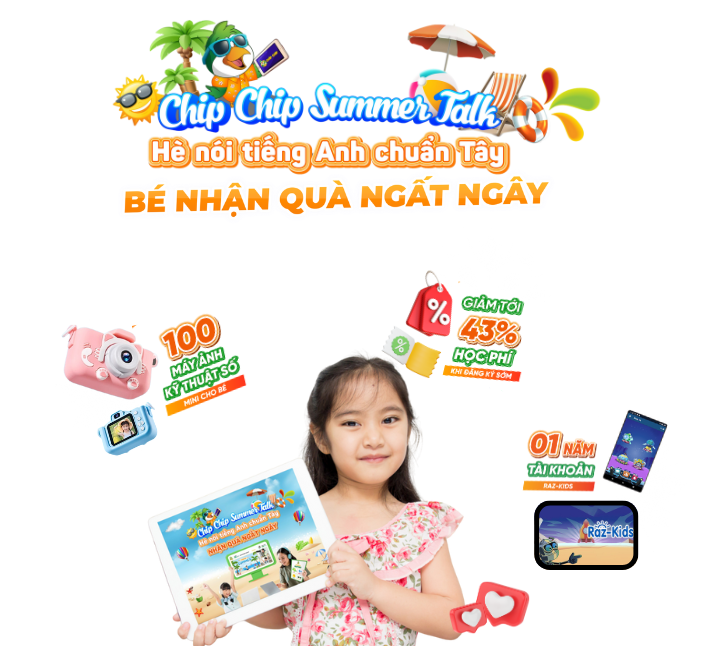 Chip Chip Summer Talk
Hè nói tiếng Anh chuẩn Tây
BÉ NHẬN QUÀ NGẤT NGÂY
100
MÁY ẢNH
KỸ THUẬT SỐ
MINI CHO BÉ
GIẢM TỚI
43%
HỌC PHÍ
KHI ĐĂNG KÝ SỚM
01 NĂM
TÀI KHOẢN
RAZ-KIDS
Raz-Kids
Chip Chip Summer Talk
Hè nói tiếng Anh chuẩn Tây
NHẬN QUÀ NGẤT NGÂY